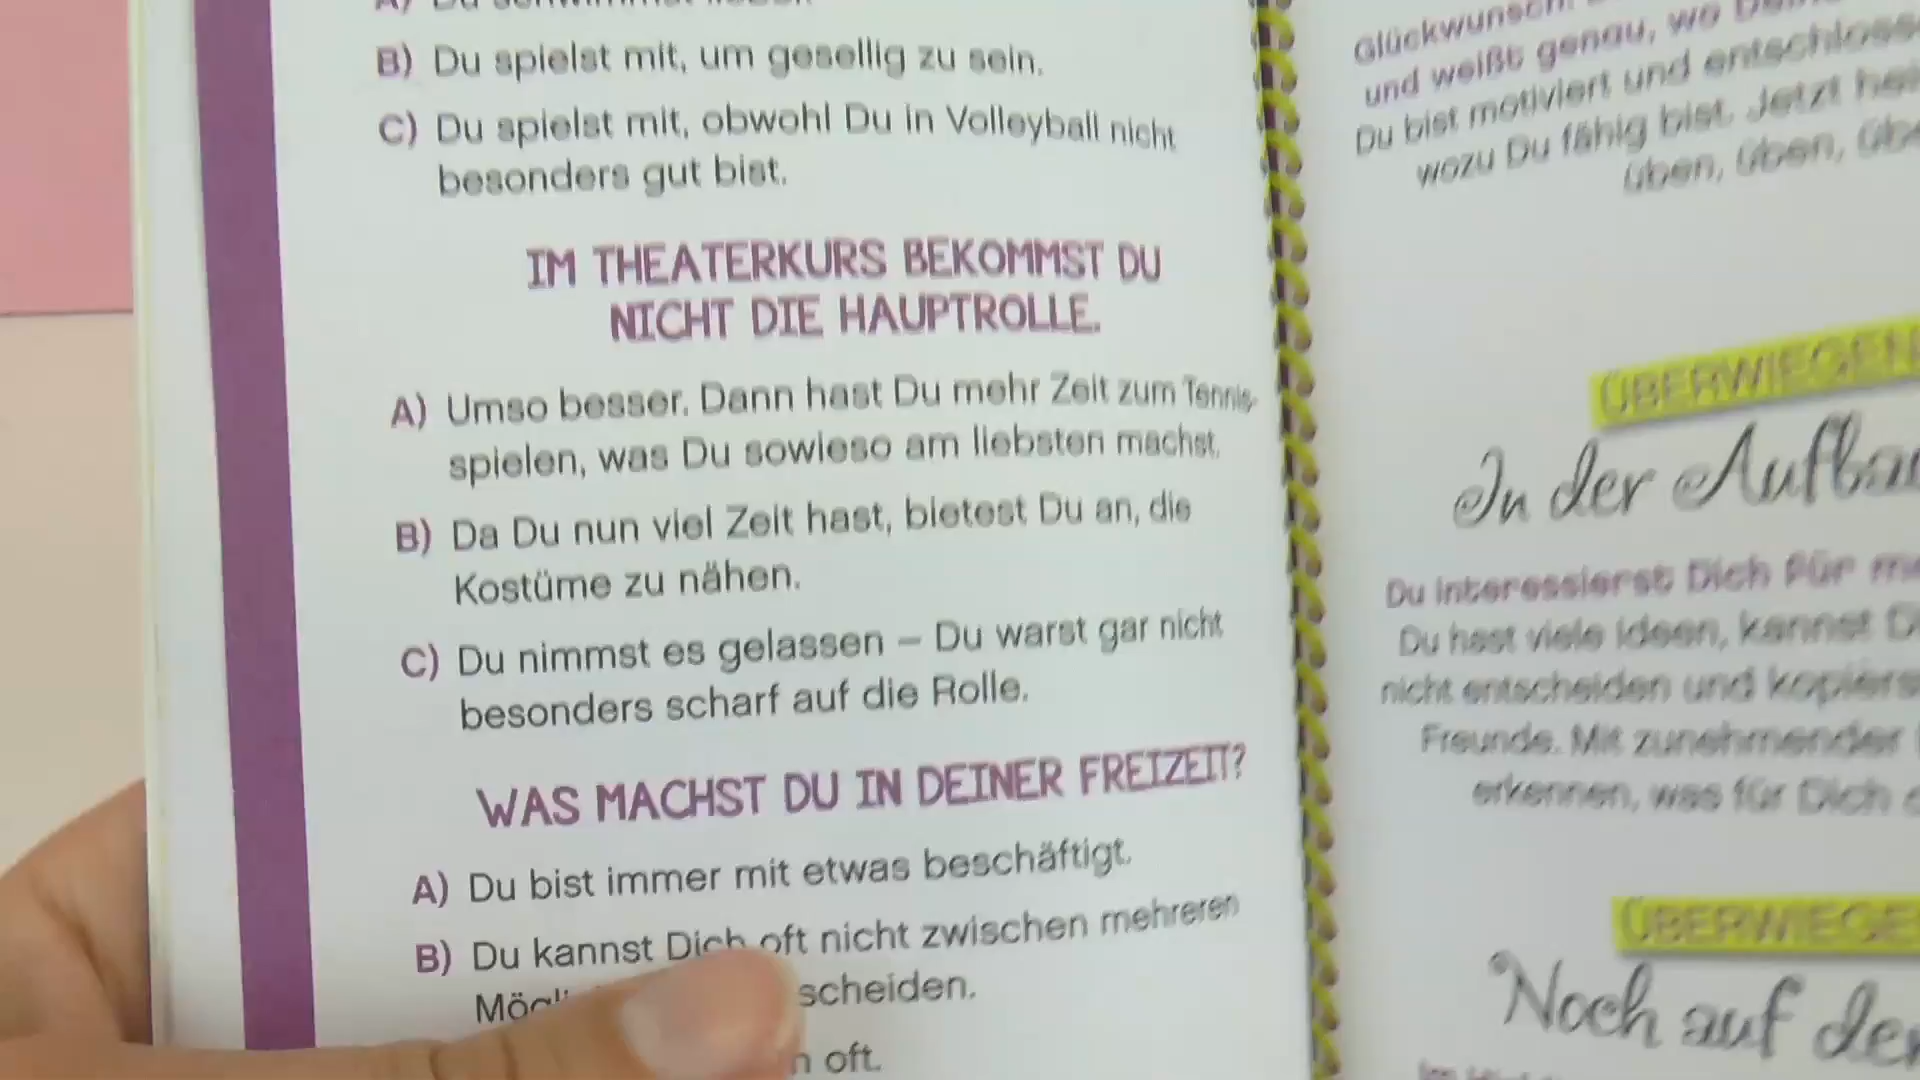 B) Du spielst mit, um gesellig zu sein.
C) Du spielst mit, obwohl Du in Volleyball nicht
besonders gut bist.
IM THEATERKURS BEKOMMST DU
NICHT DIE HAUPTROLLE.
A) Umso besser. Dann hast Du mehr Zeit zum Tennis-
spielen, was Du sowieso am liebsten machst.
B) Da Du nun viel Zeit hast, bietest Du an, die
Kostüme zu nähen.
C) Du nimmst es gelassen – Du warst gar nicht
besonders scharf auf die Rolle.
WAS MACHST DU IN DEINER FREIZEIT?
A) Du bist immer mit etwas beschäftigt.
B) Du kannst Dich oft nicht zwischen mehreren
scheiden.
oft.
Glückwunsch!
und weißt genau, wo
Du bist motiviert und
wozu Du fähig bist. Jetzt
üben, üben,
In der
Du interessierst Dich für
Du hast viele Ideen, kannst
nicht entscheiden und
Freunde. Mit zunehmender
erkennen, was für Dich
Noch auf